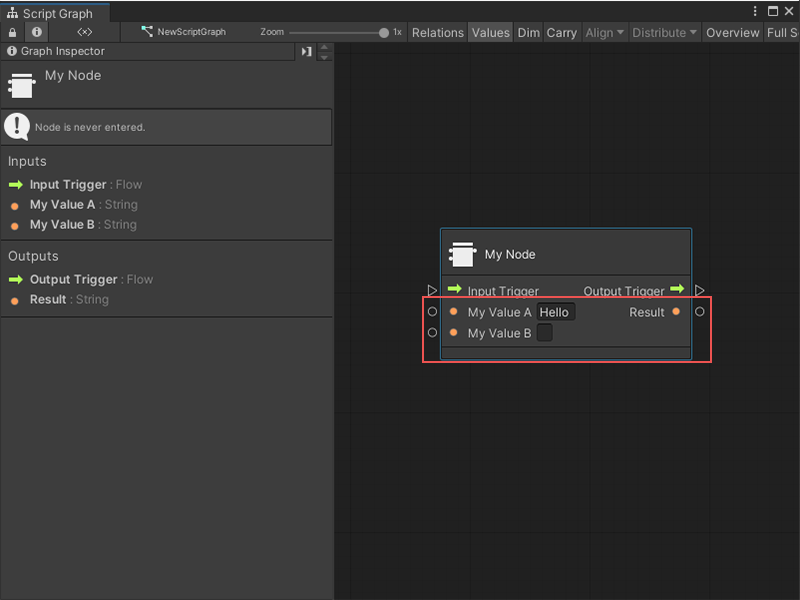 Script Graph
NewScriptGraph Zoom 1x Relations Values Dim Carry Align Distribute Overview Full S
Graph Inspector
My Node
Node is never entered.
Inputs
Input Trigger : Flow
My Value A : String
My Value B : String
Outputs
Output Trigger : Flow
Result : String
My Node
Input Trigger Output Trigger
My Value A Hello Result
My Value B